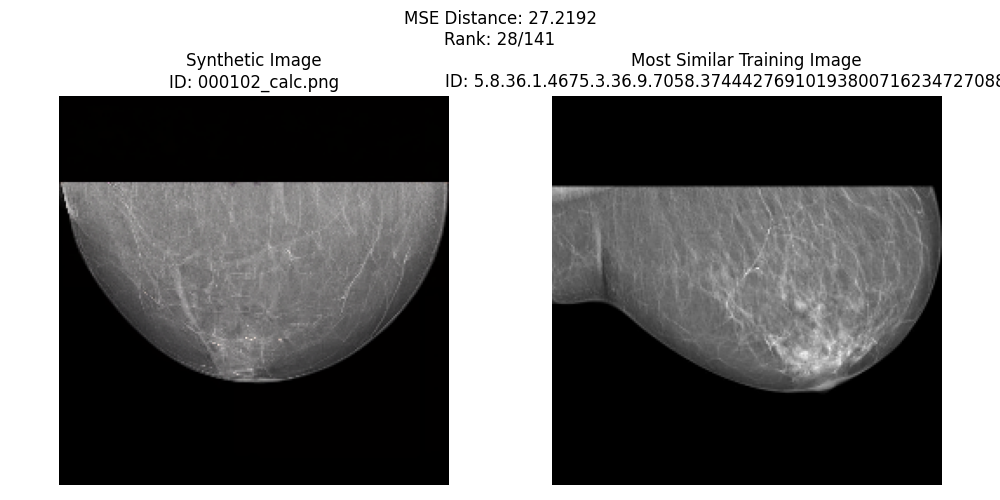 MSE Distance: 27.2192
Rank: 28/141
Synthetic Image
ID: 000102_calc.png
Most Similar Training Image
ID: 5.8.36.1.4675.3.36.9.7058.37444276910193800716234727088